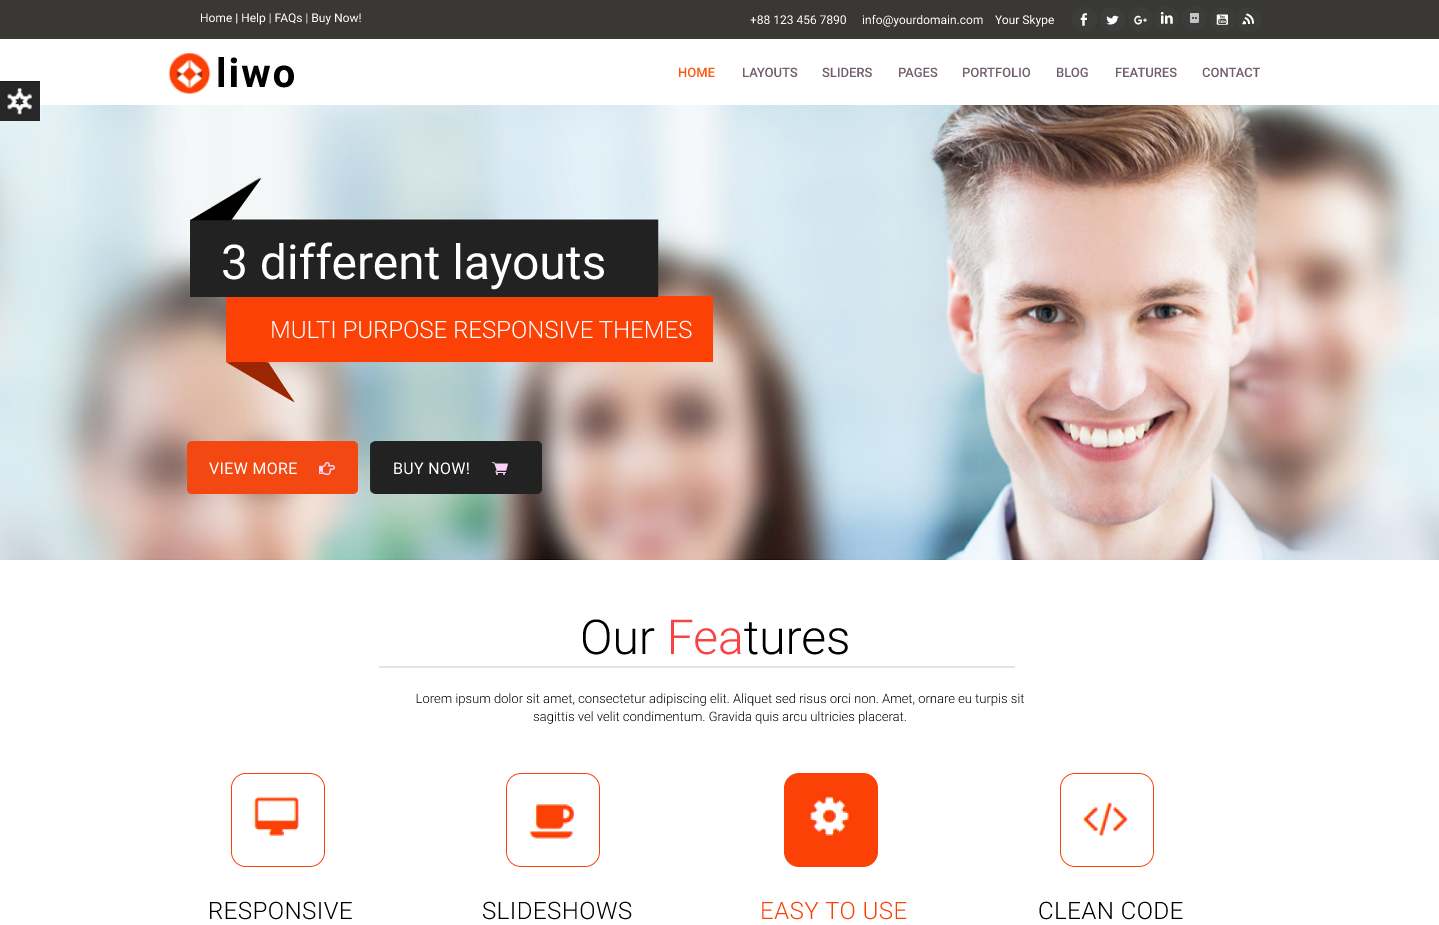 Home | Help | FAQs | Buy Now!
+88 123 456 7890 info@yourdomain.com Your Skype
liwo
HOME LAYOUTS SLIDERS PAGES PORTFOLIO BLOG FEATURES CONTACT
3 different layouts
MULTI PURPOSE RESPONSIVE THEMES
VIEW MORE BUY NOW!
Our Features
Lorem ipsum dolor sit amet, consectetur adipiscing elit. Aliquet sed risus orci non. Amet, ornare eu turpis sit
sagittis vel velit condimentum. Gravida quis arcu ultricies placerat.
RESPONSIVE SLIDESHOWS EASY TO USE CLEAN CODE